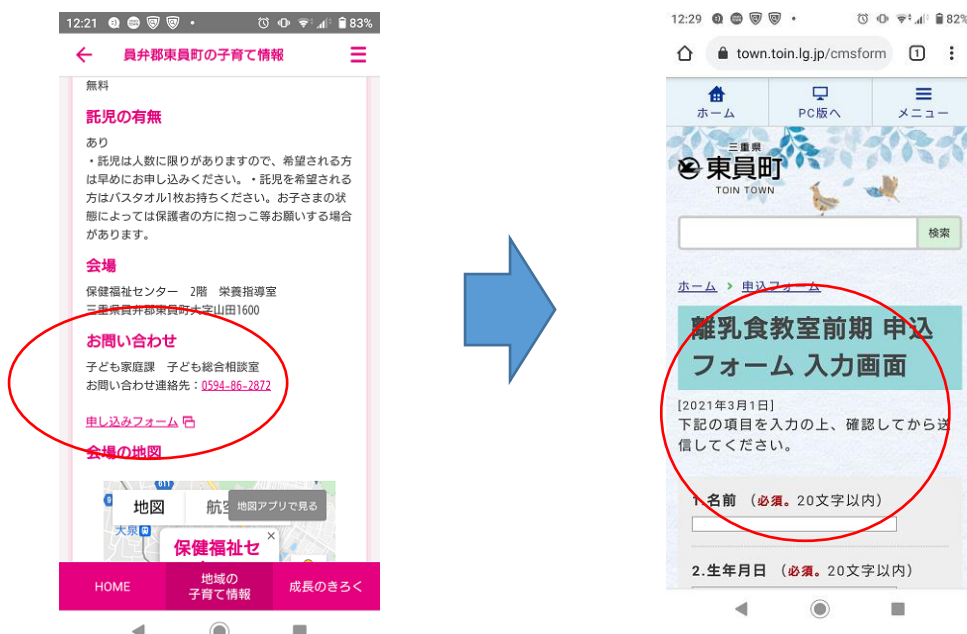 12:21
83%
員弁郡東員町の子育て情報
無料
託児の有無
あり
・託児は人数に限りがありますので、希望される方
は早めにお申し込みください。・託児を希望される
方はバスタオル1枚お持ちください。お子さまの状
態によっては保護者の方に抱っこ等お願いする場合
があります。
会場
保健福祉センター 2階 栄養指導室
三重県員弁郡東員町大字山田1600
お問い合わせ
子ども家庭課 子ども総合相談室
お問い合わせ連絡先：0594-86-2872
申し込みフォーム
会場の地図
地図
航空
地図アプリで見る
大泉
保健福祉セ
HOME
地域の
子育て情報
成長のきろく
12:29
82%
town.toin.lg.jp/cmsform
1
ホーム
PC版へ
メニュー
三重県
東員町
TOIN TOWN
検索
ホーム > 申込フォーム
離乳食教室前期 申込
フォーム 入力画面
[2021年3月1日]
下記の項目を入力の上、確認してから送
信してください。
1.名前 （必須。20文字以内）
2.生年月日 （必須。20文字以内）